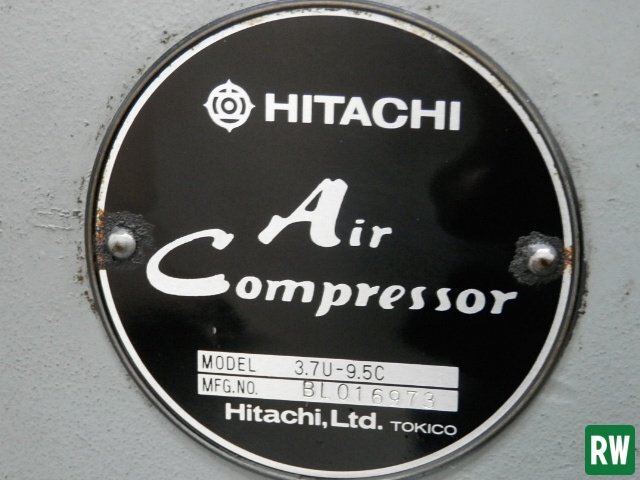 HITACHI
Air
Compressor
MODEL 3.7U-9.5C
MFG.NO. BL016973
Hitachi,Ltd. TOKICO
RW